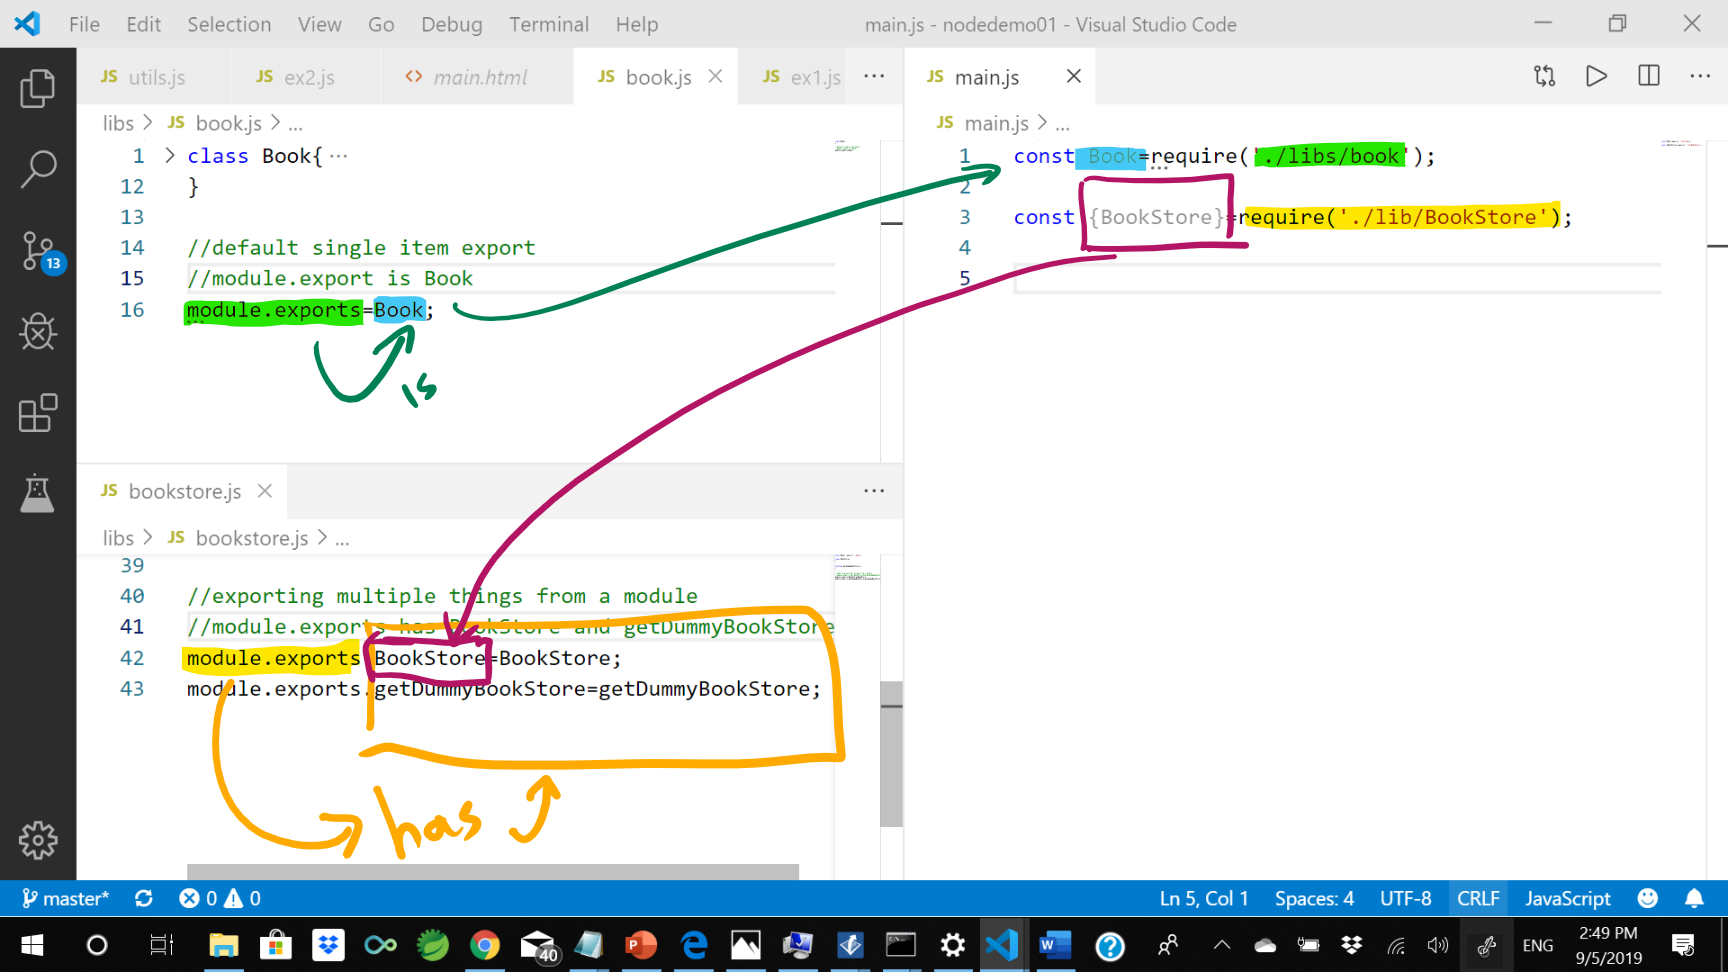 File Edit Selection View Go Debug Terminal Help main.js - nodedemo01 - Visual Studio Code
JS utils.js JS ex2.js <> main.html JS book.js JS ex1.js ...
libs > JS book.js > ...
1 > class Book{ ...
12 }
13
14 //default single item export
15 //module.export is Book
16 module.exports=Book;
is
JS main.js
JS main.js > ...
1 const Book=require('./libs/book');
2
3 const {BookStore}=require('./lib/BookStore');
4
5
JS bookstore.js ...
libs > JS bookstore.js > ...
39
40 //exporting multiple things from a module
41 //module.exports has BookStore and getDummyBookStore
42 module.exports BookStore=BookStore;
43 module.exports.getDummyBookStore=getDummyBookStore;
has
13
master* 0 0 Ln 5, Col 1 Spaces: 4 UTF-8 CRLF JavaScript
40 ENG 2:49 PM
9/5/2019